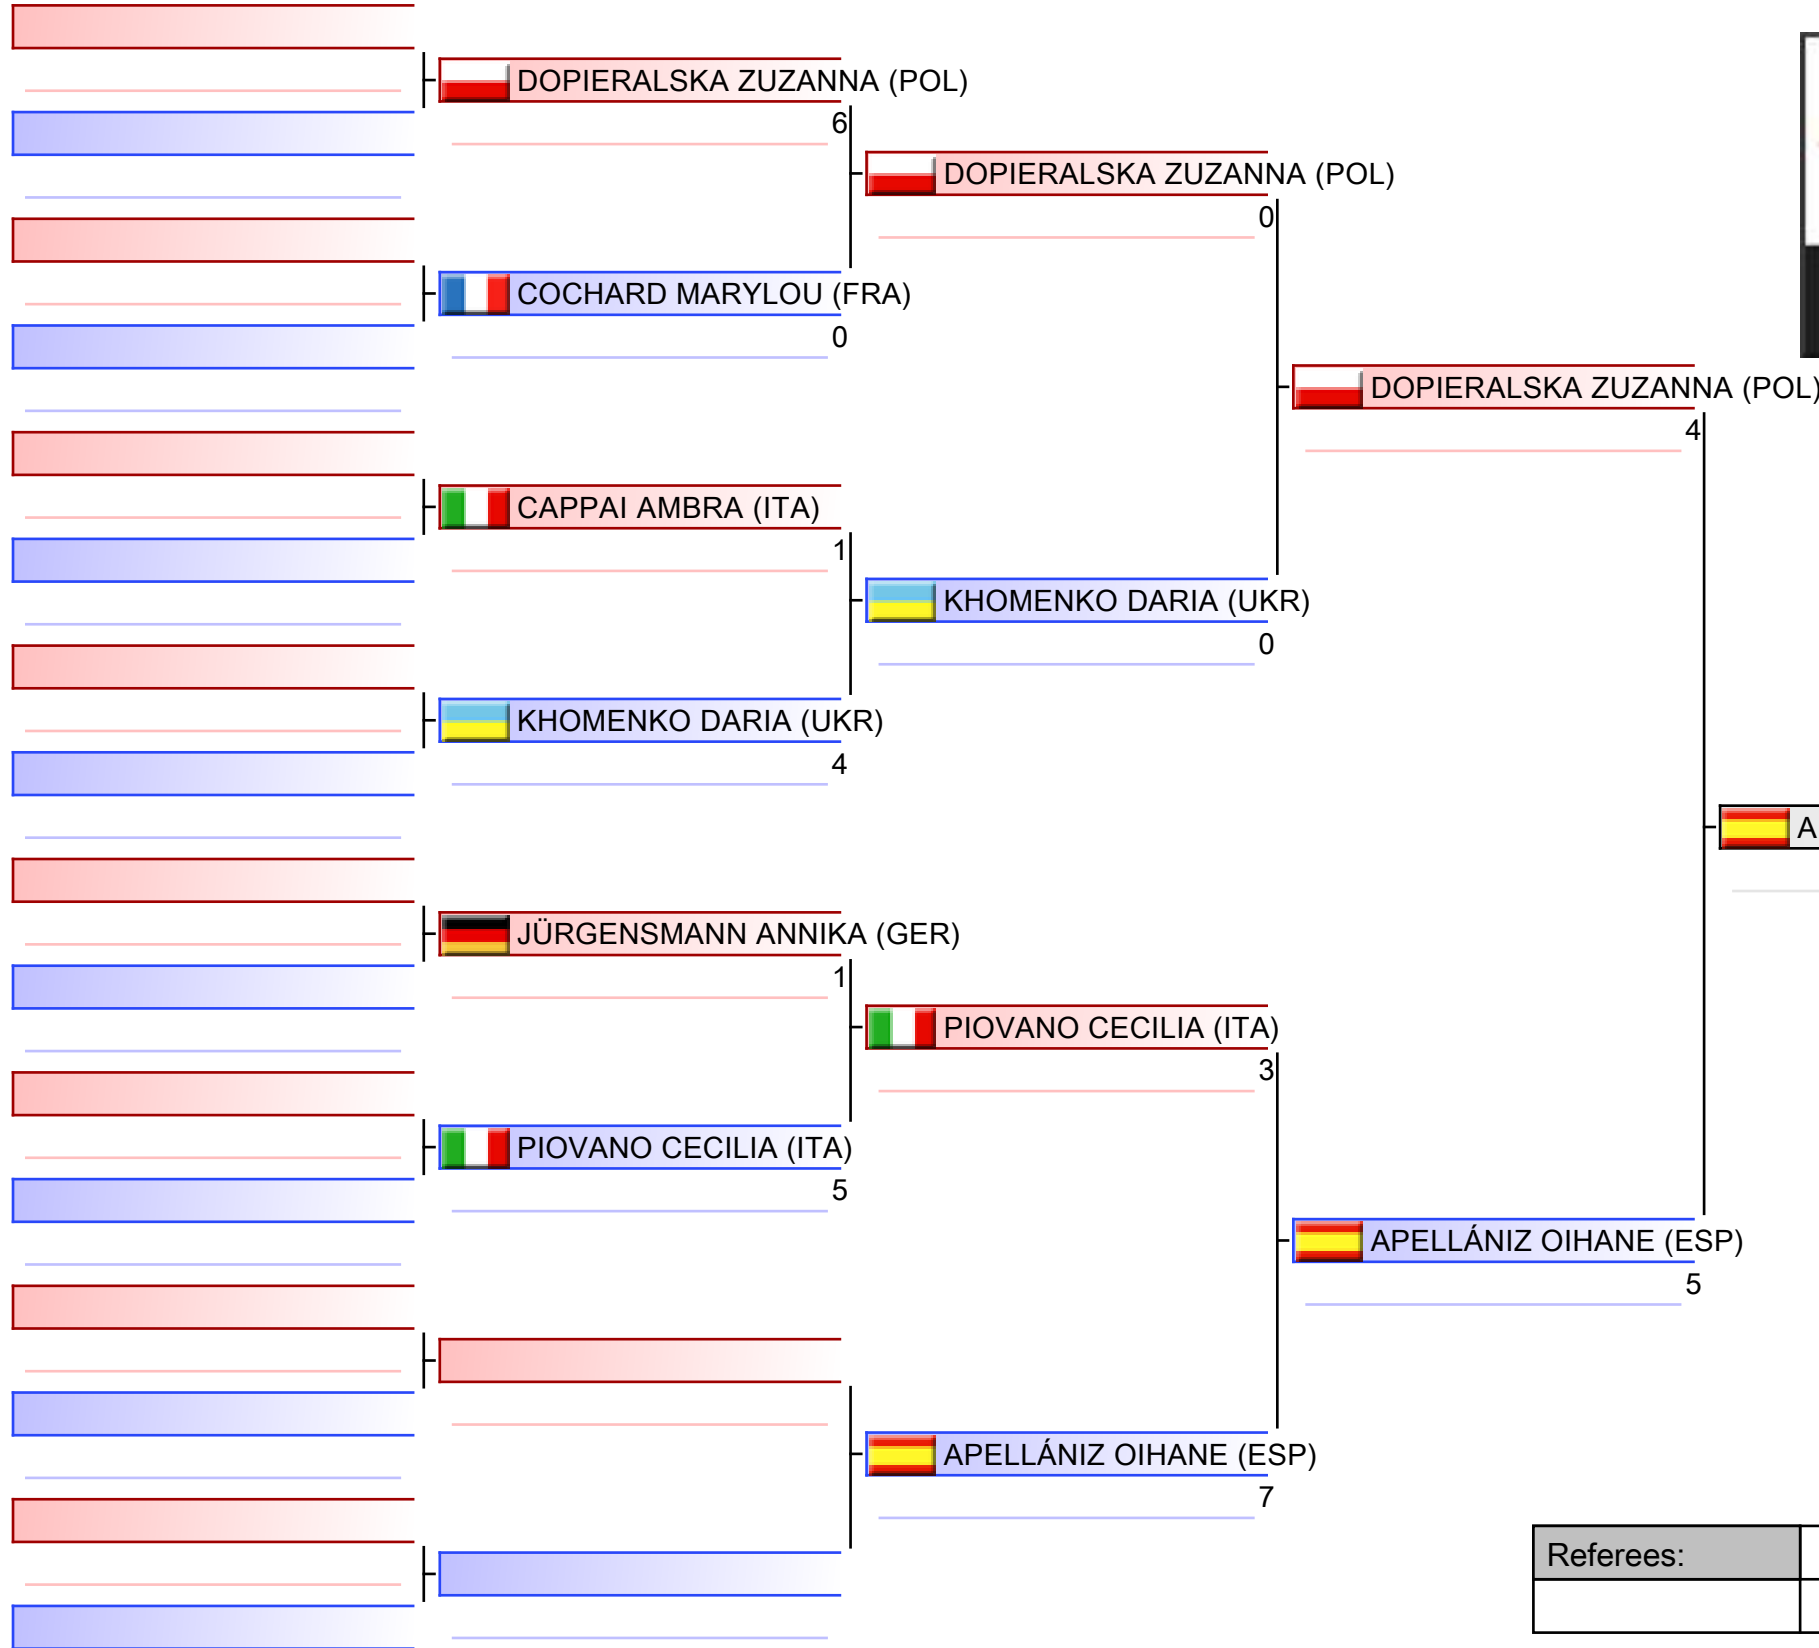 DOPIERALSKA ZUZANNA (POL)
6
COCHARD MARYLOU (FRA)
0
CAPPAI AMBRA (ITA)
1
KHOMENKO DARIA (UKR)
4
JÜRGENSMANN ANNIKA (GER)
1
PIOVANO CECILIA (ITA)
5
DOPIERALSKA ZUZANNA (POL)
0
KHOMENKO DARIA (UKR)
0
PIOVANO CECILIA (ITA)
3
APELLÁNIZ OIHANE (ESP)
7
DOPIERALSKA ZUZANNA (POL)
4
APELLÁNIZ OIHANE (ESP)
5
A
Referees: